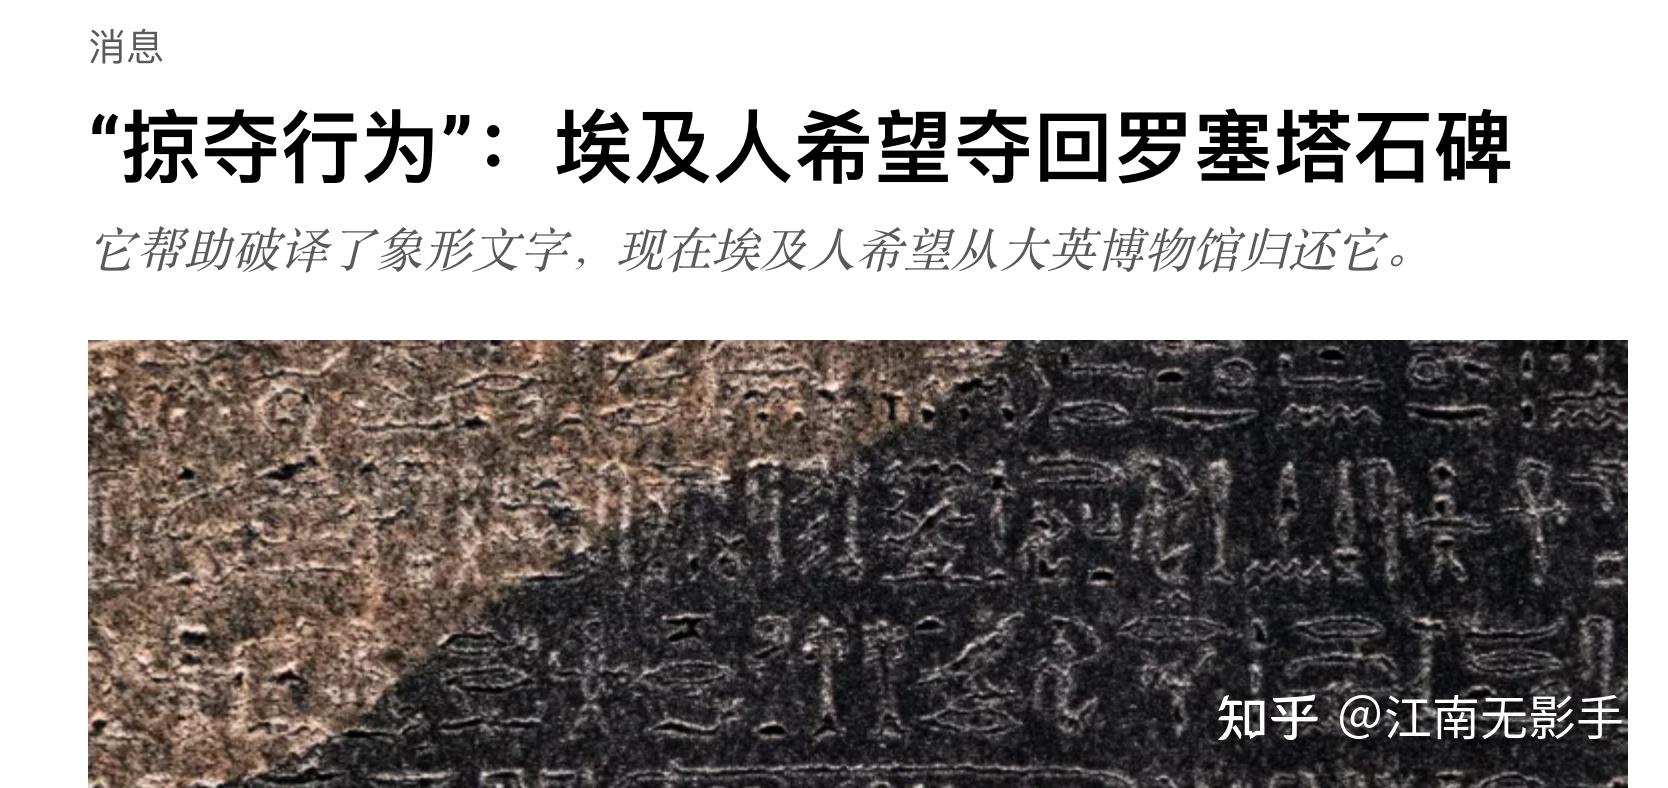 消息
“掠夺行为”：埃及人希望夺回罗塞塔石碑
它帮助破译了象形文字，现在埃及人希望从大英博物馆归还它。
知乎 @江南无影手